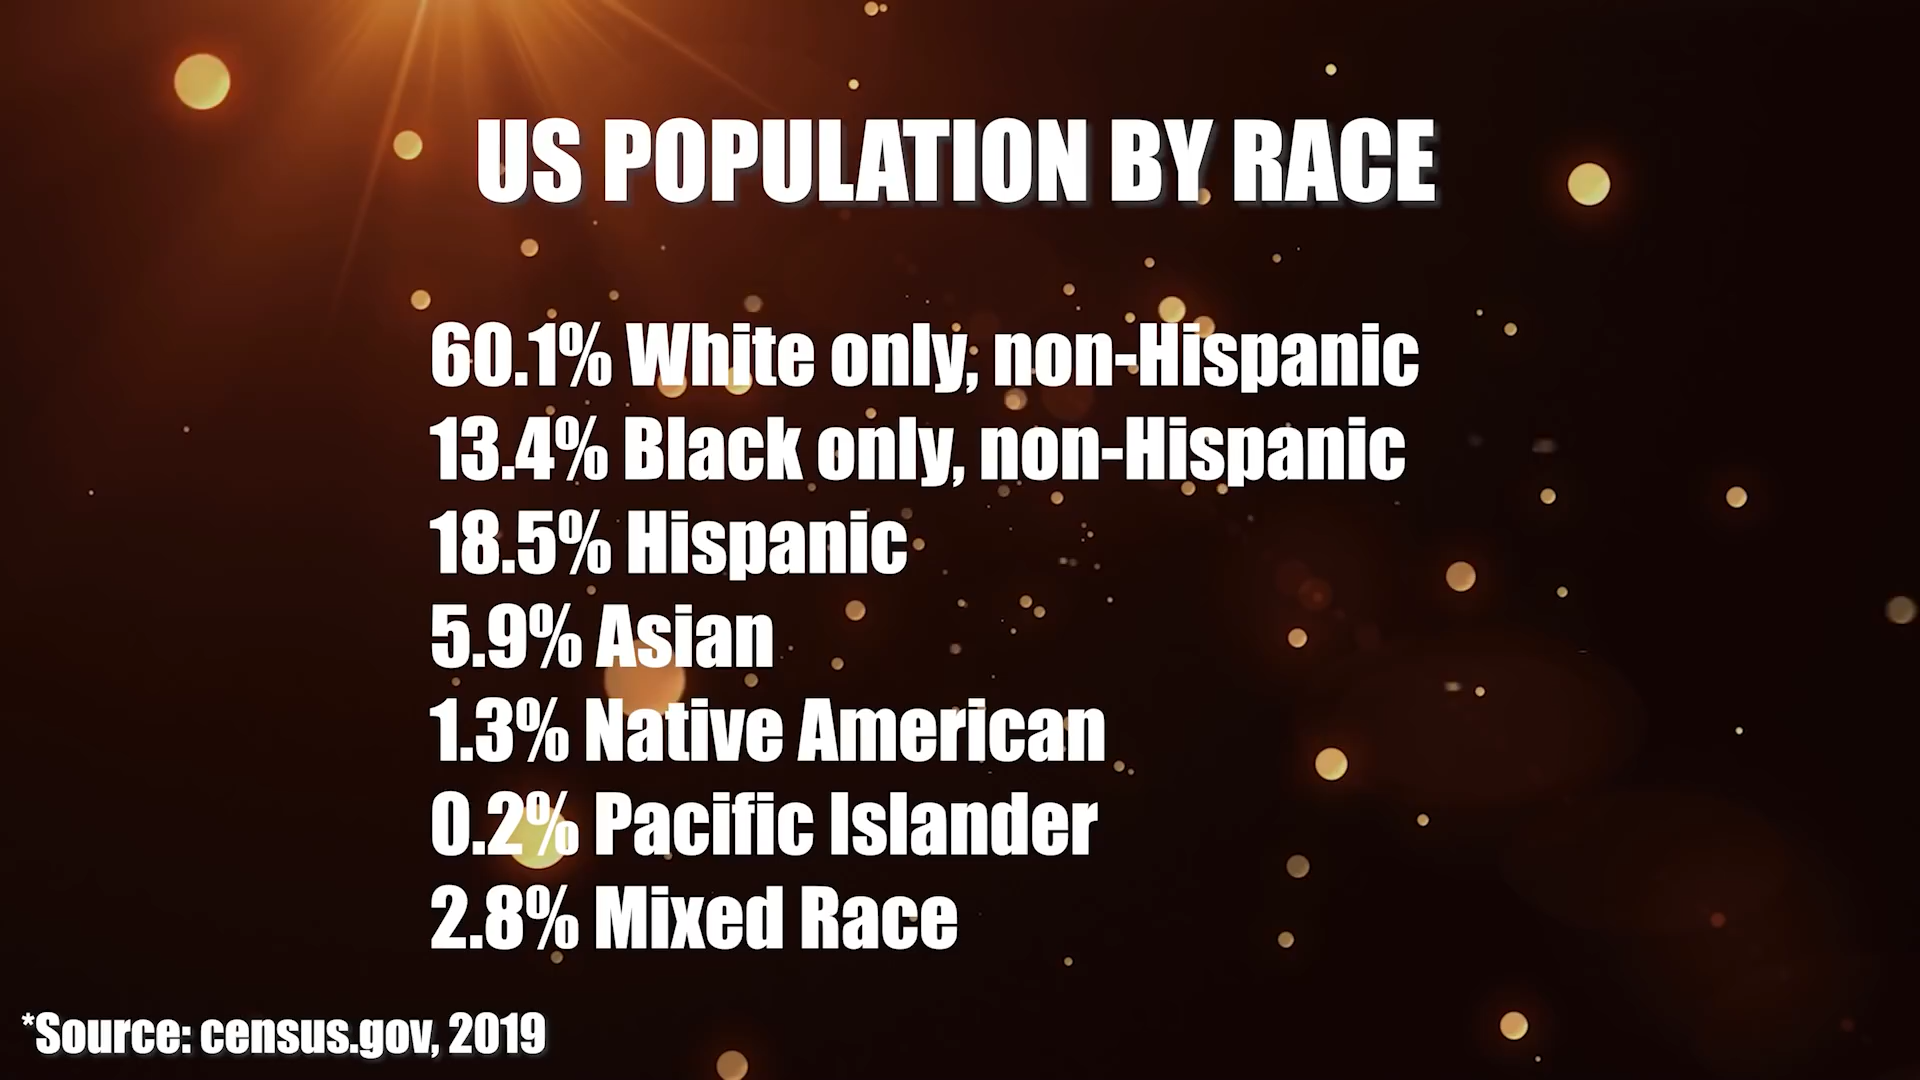 US POPULATION BY RACE
60.1% White only, non-Hispanic
13.4% Black only, non-Hispanic
18.5% Hispanic
5.9% Asian
1.3% Native American
0.2% Pacific Islander
2.8% Mixed Race
*Source: census.gov, 2019